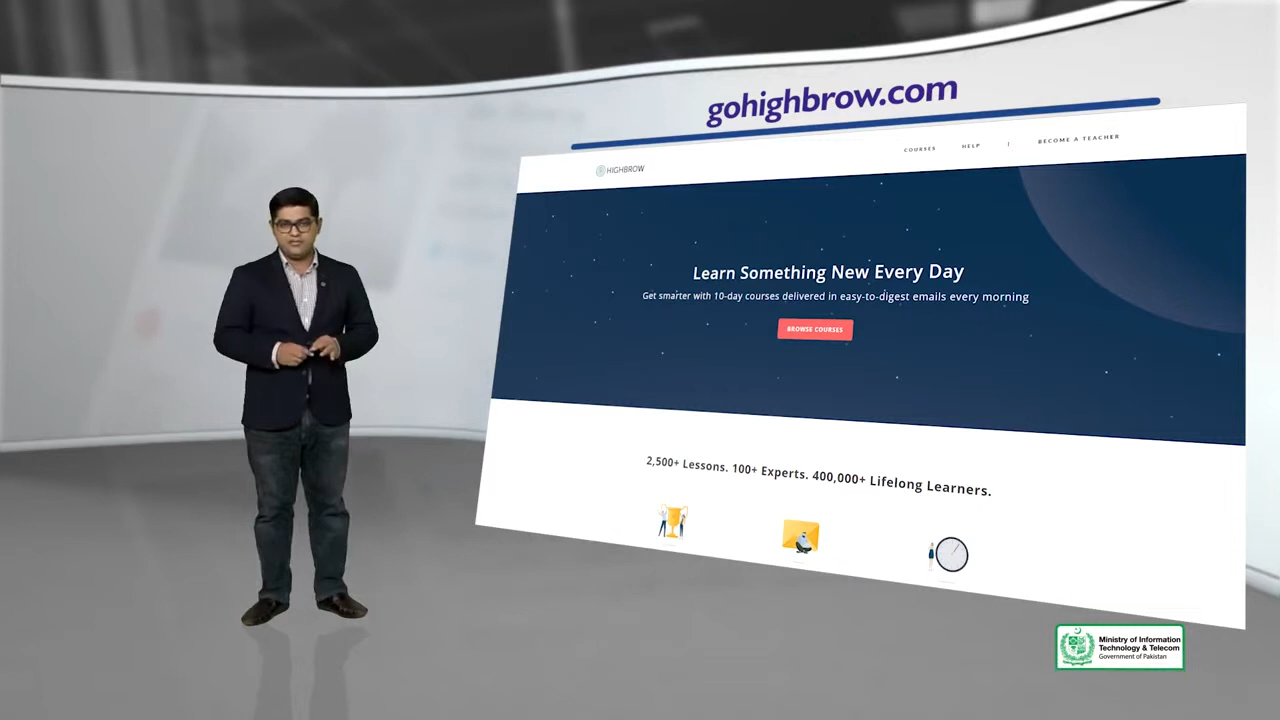 gohighbrow.com
HIGHBROW
COURSES
HELP
|
BECOME A TEACHER
Learn Something New Every Day
Get smarter with 10-day courses delivered in easy-to-digest emails every morning
BROWSE COURSES
2,500+ Lessons. 100+ Experts. 400,000+ Lifelong Learners.
Ministry of Information
Technology & Telecom
Government of Pakistan